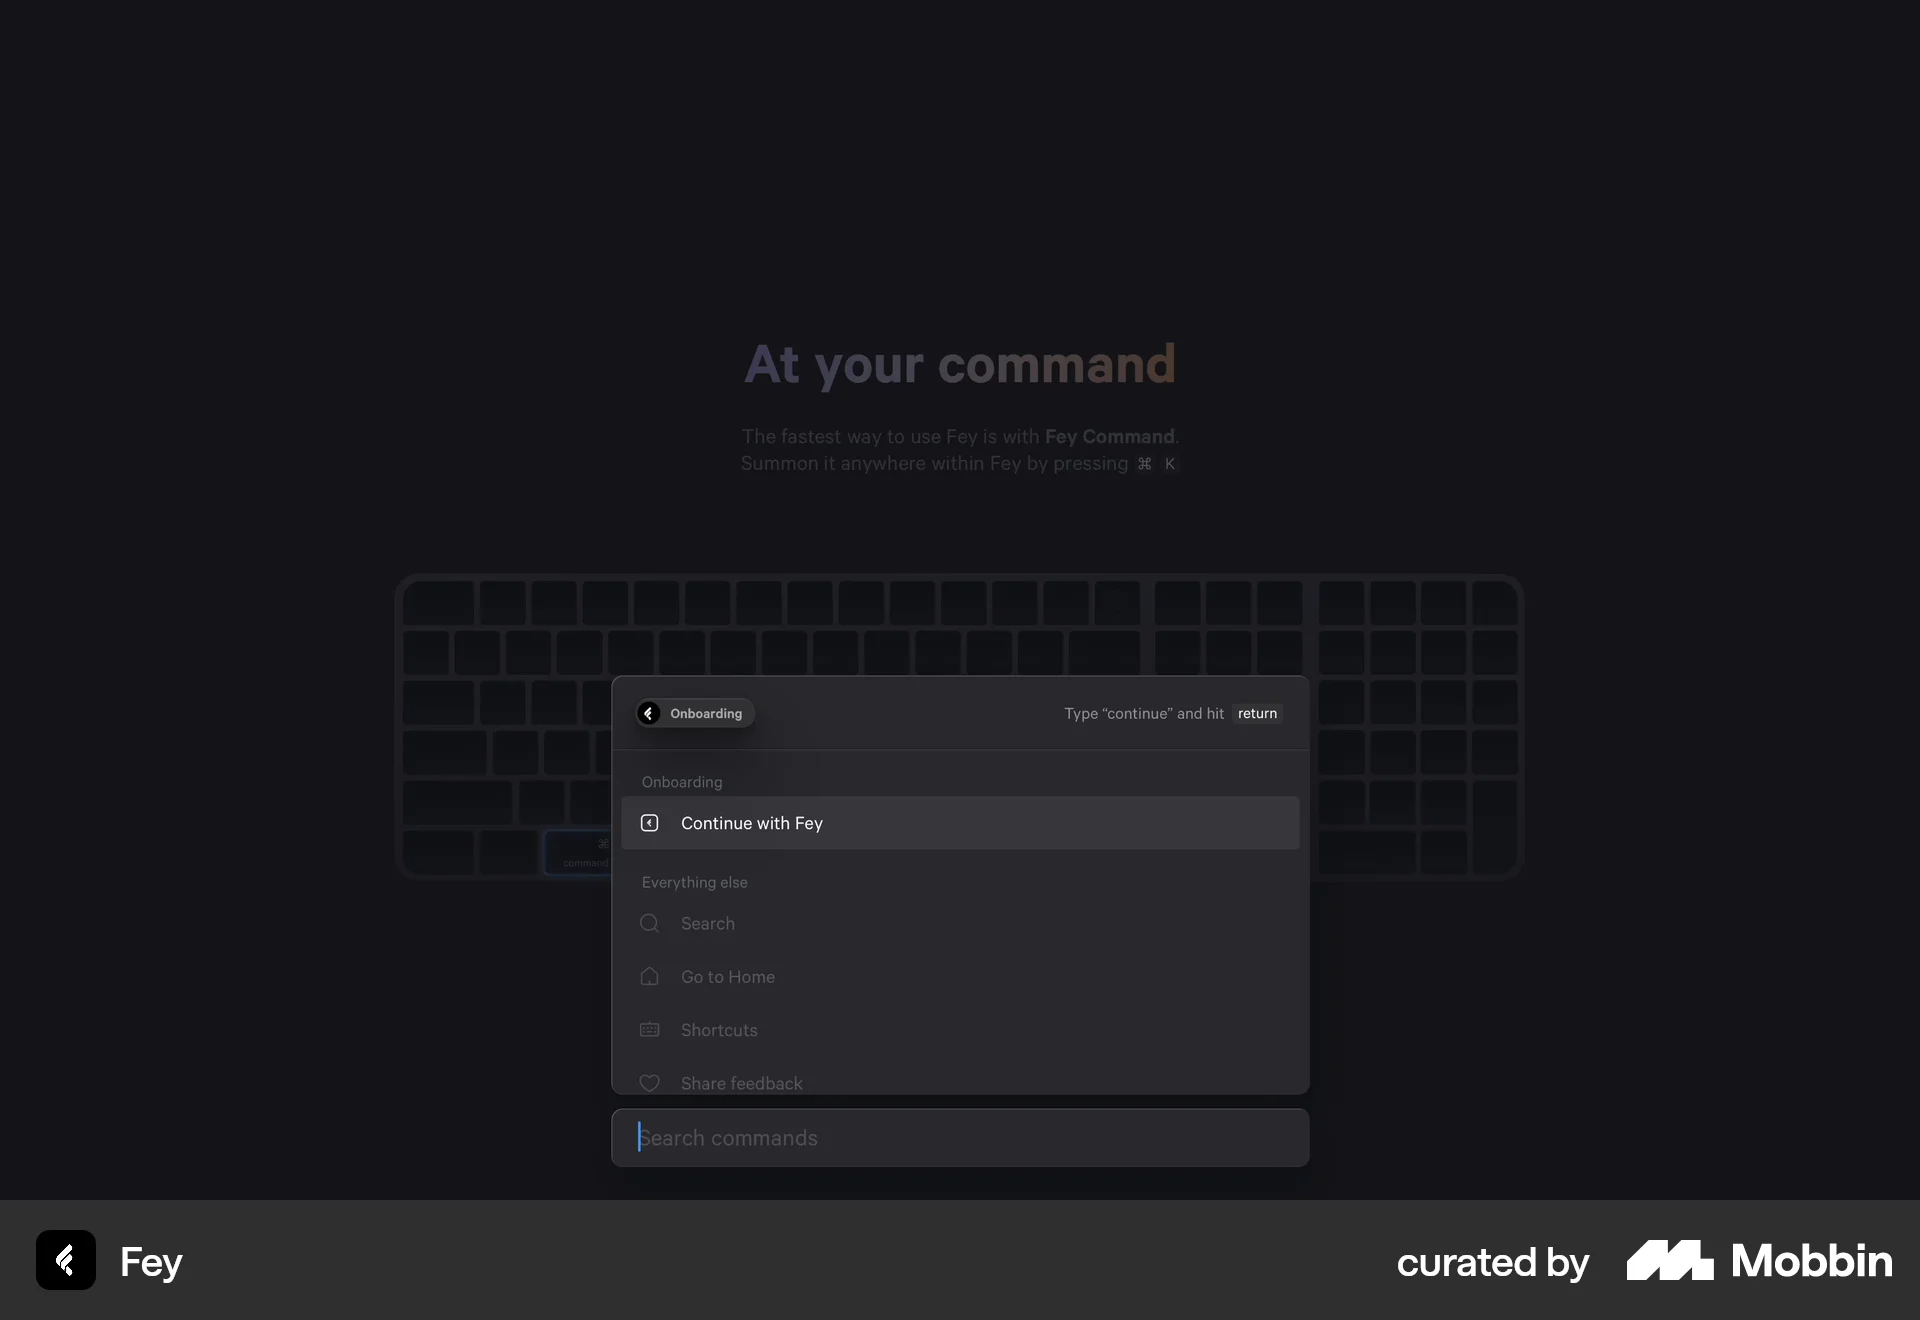 At your command
The fastest way to use Fey is with Fey Command.
Summon it anywhere within Fey by pressing ⌘ K
Onboarding
Type “continue” and hit return
Onboarding
Continue with Fey
Everything else
Search
Go to Home
Shortcuts
Share feedback
⌘
command
Search commands
Fey
curated by Mobbin